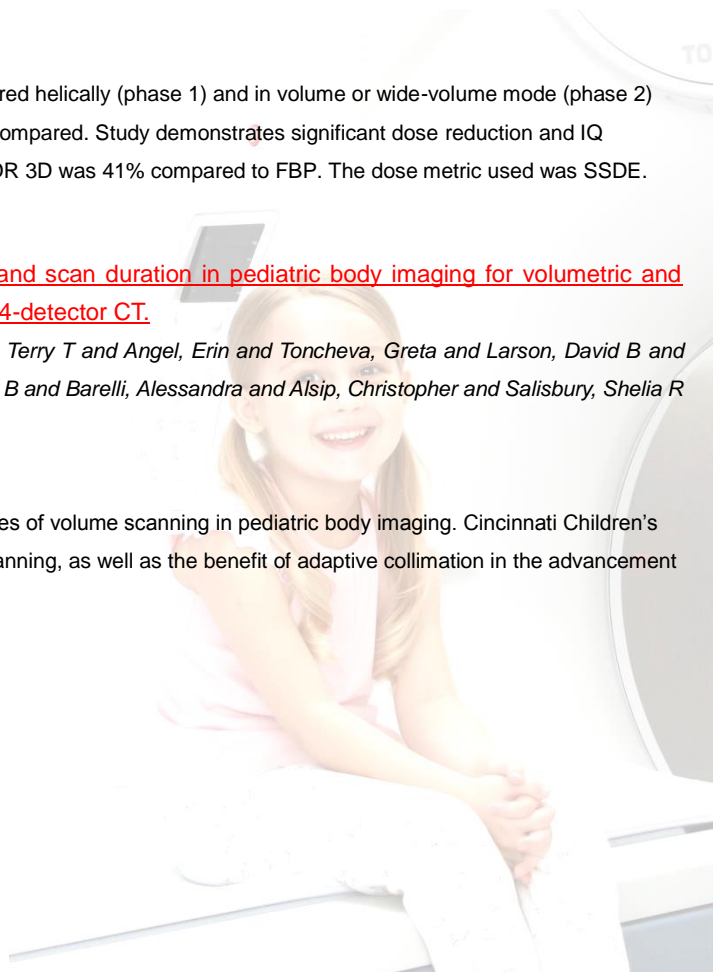 TO
red helically (phase 1) and in volume or wide-volume mode (phase 2)
ompared. Study demonstrates significant dose reduction and IQ
OR 3D was 41% compared to FBP. The dose metric used was SSDE.
and scan duration in pediatric body imaging for volumetric and
4-detector CT.
Terry T and Angel, Erin and Toncheva, Greta and Larson, David B and
B and Barelli, Alessandra and Alsip, Christopher and Salisbury, Shelia R
es of volume scanning in pediatric body imaging. Cincinnati Children’s
anning, as well as the benefit of adaptive collimation in the advancement